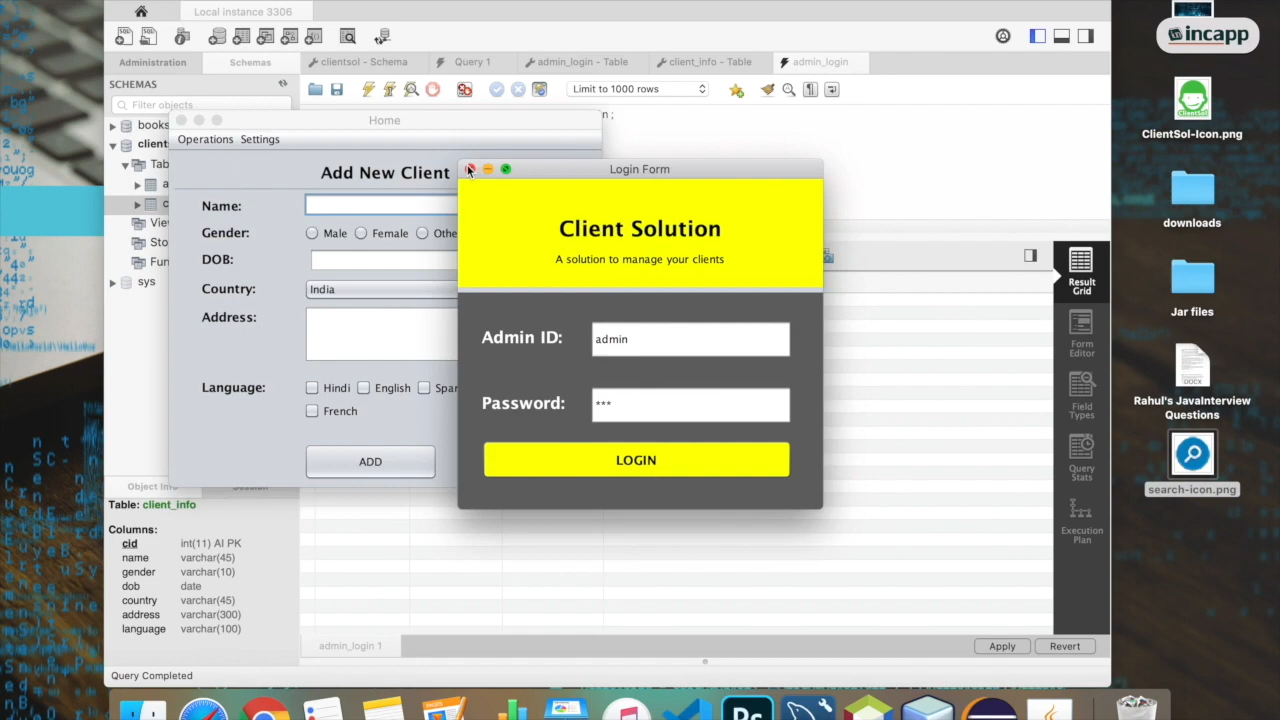 Local instance 3306
incapp
Administration
Schemas
clientsol - Schema
Query 1
admin_login - Table
client_info - Table
admin_login
SCHEMAS
Limit to 1000 rows
Filter objects
Home
Operations Settings
Add New Client
Name:
Gender:
Male
Female
DOB:
Country:
India
Address:
Language:
Hindi
English
French
ADD
Login Form
Client Solution
A solution to manage your clients
Admin ID:
admin
Password:
***
LOGIN
sys
Table: client_info
Columns:
cid int(11) AI PK
name varchar(45)
gender varchar(10)
dob date
country varchar(45)
address varchar(300)
language varchar(100)
Result
Grid
Form
Editor
Field
Types
Query
Stats
Execution
Plan
admin_login 1
Apply
Revert
Query Completed
ClientSol
ClientSol-Icon.png
downloads
Jar files
DOCX
Rahul's JavaInterview
Questions
search-icon.png